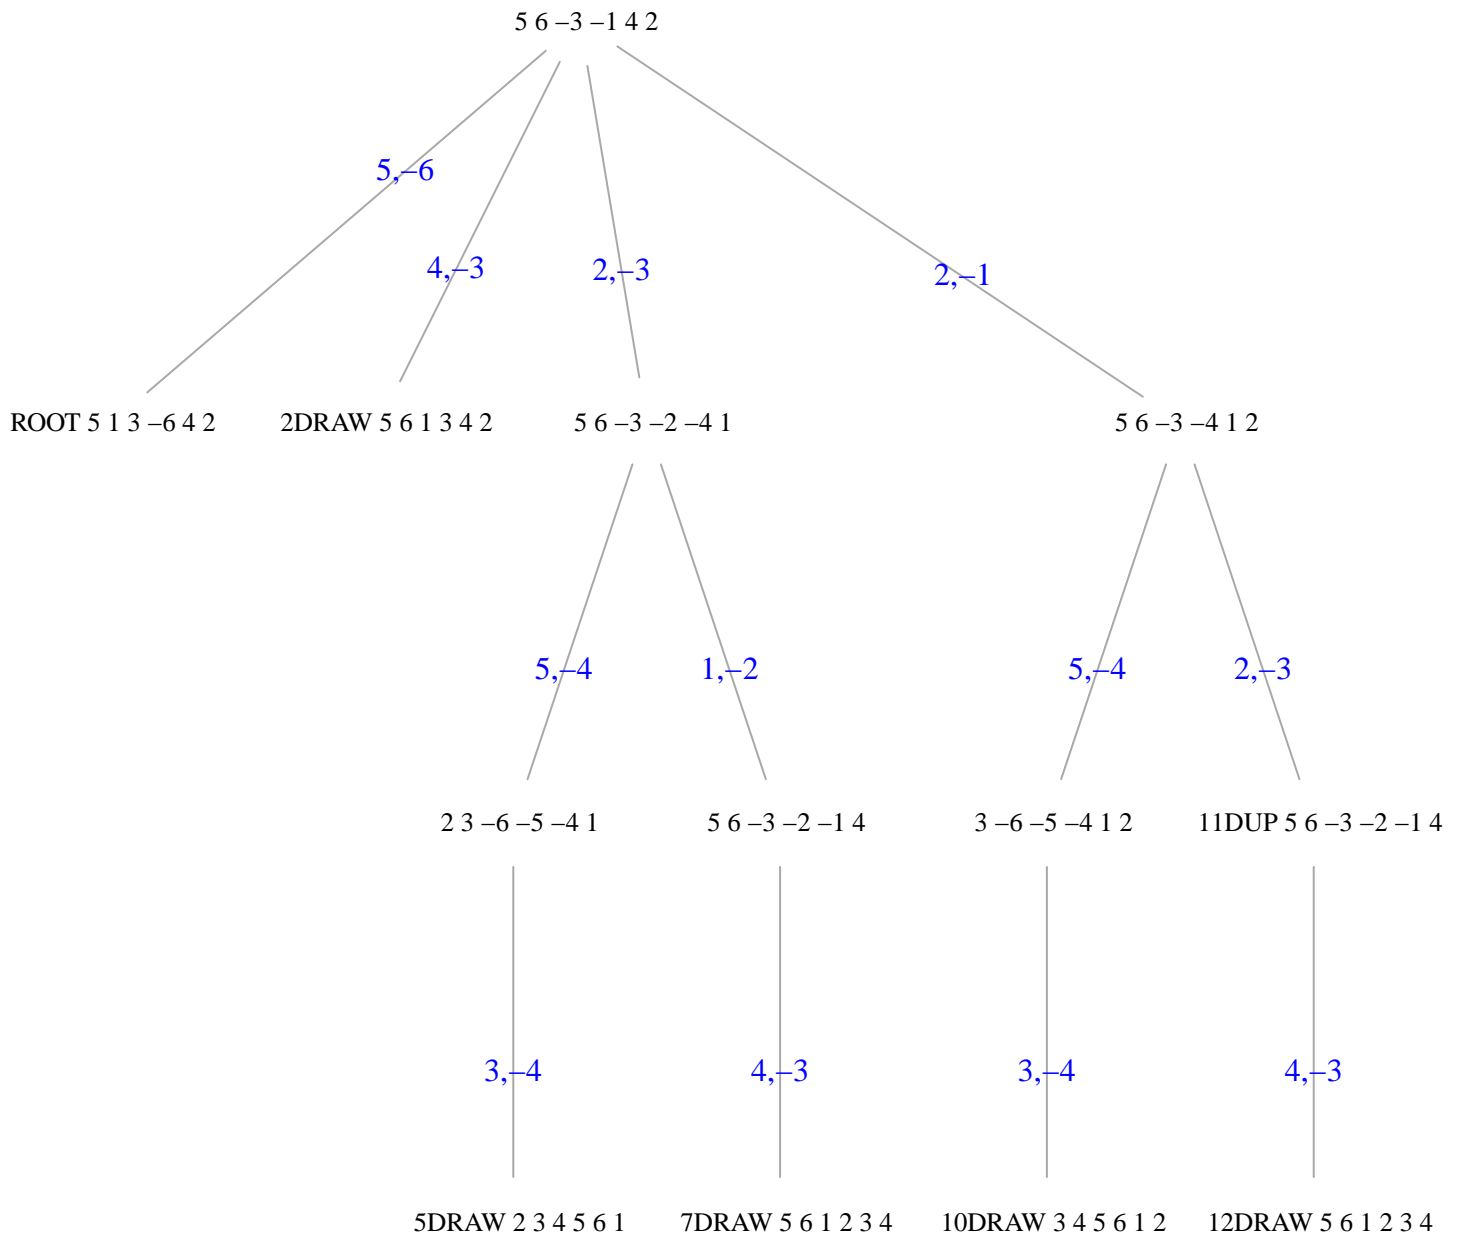 5 6 –3 –1 4 2
5,–6
4,–3
2,–3
2,–1
ROOT 5 1 3 –6 4 2
2DRAW 5 6 1 3 4 2
5 6 –3 –2 –4 1
5 6 –3 –4 1 2
5,–4
1,–2
5,–4
2,–3
2 3 –6 –5 –4 1
5 6 –3 –2 –1 4
3 –6 –5 –4 1 2
11DUP 5 6 –3 –2 –1 4
3,–4
4,–3
3,–4
4,–3
5DRAW 2 3 4 5 6 1
7DRAW 5 6 1 2 3 4
10DRAW 3 4 5 6 1 2
12DRAW 5 6 1 2 3 4